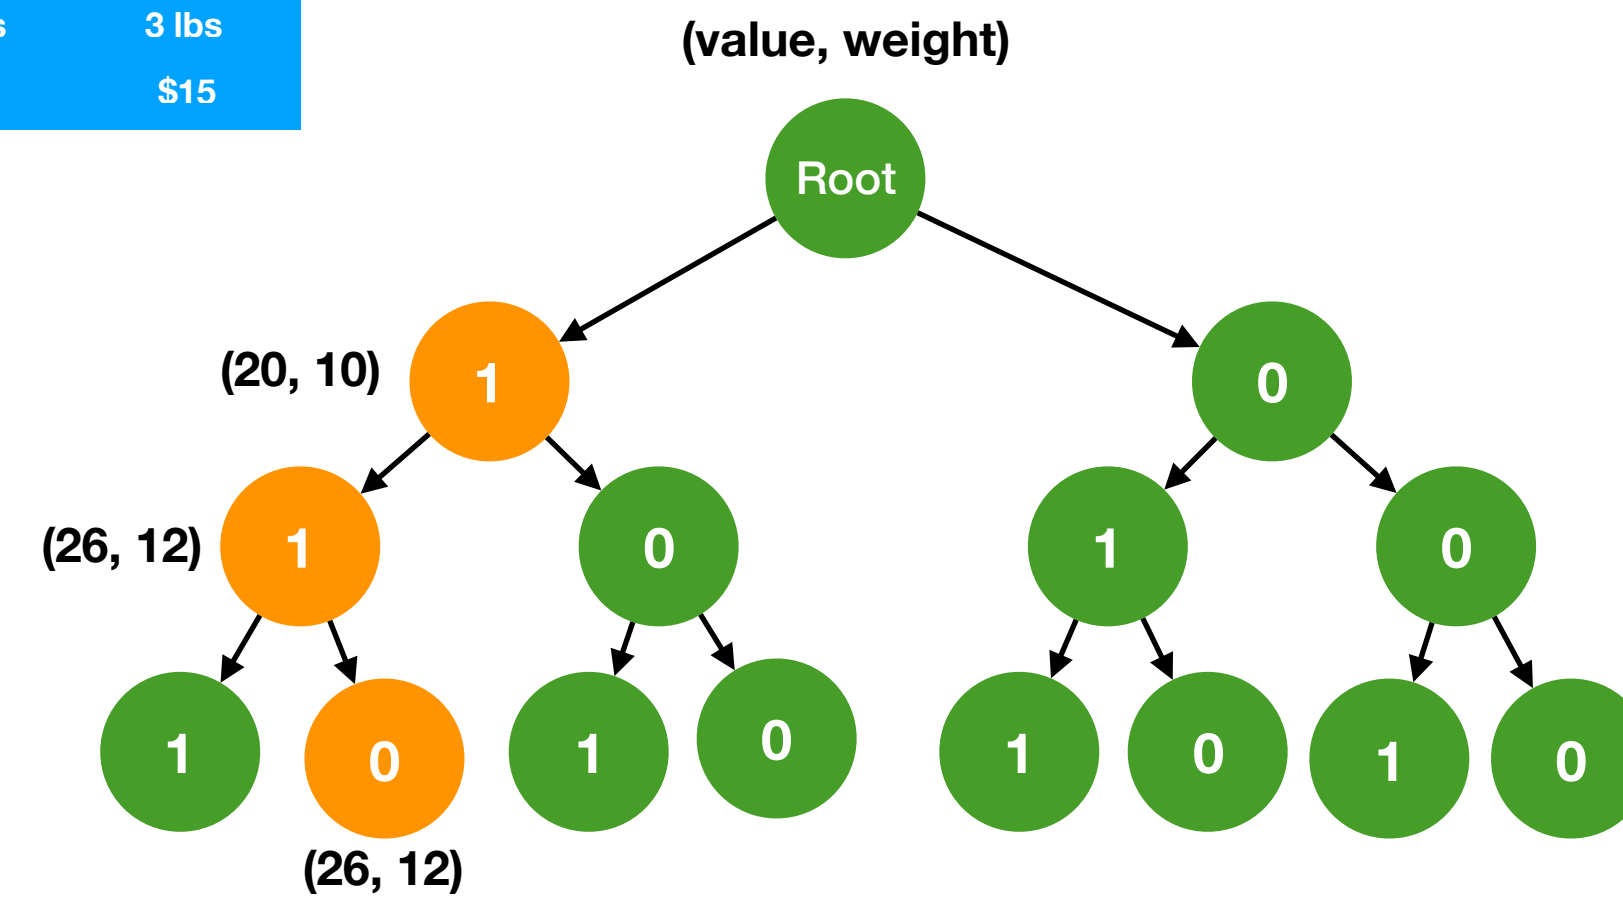 s 3 lbs
$15
(value, weight)
Root
(20, 10) 1 0
(26, 12) 1 0 1 0
1 0 1 0 1 0 1 0
(26, 12)